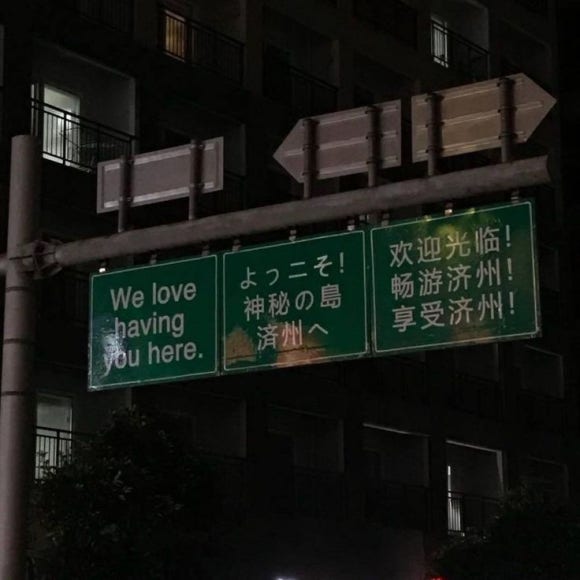 We love
having
you here.
よっニそ!
神秘の島
済州へ
欢迎光临!
畅游济州!
享受济州!